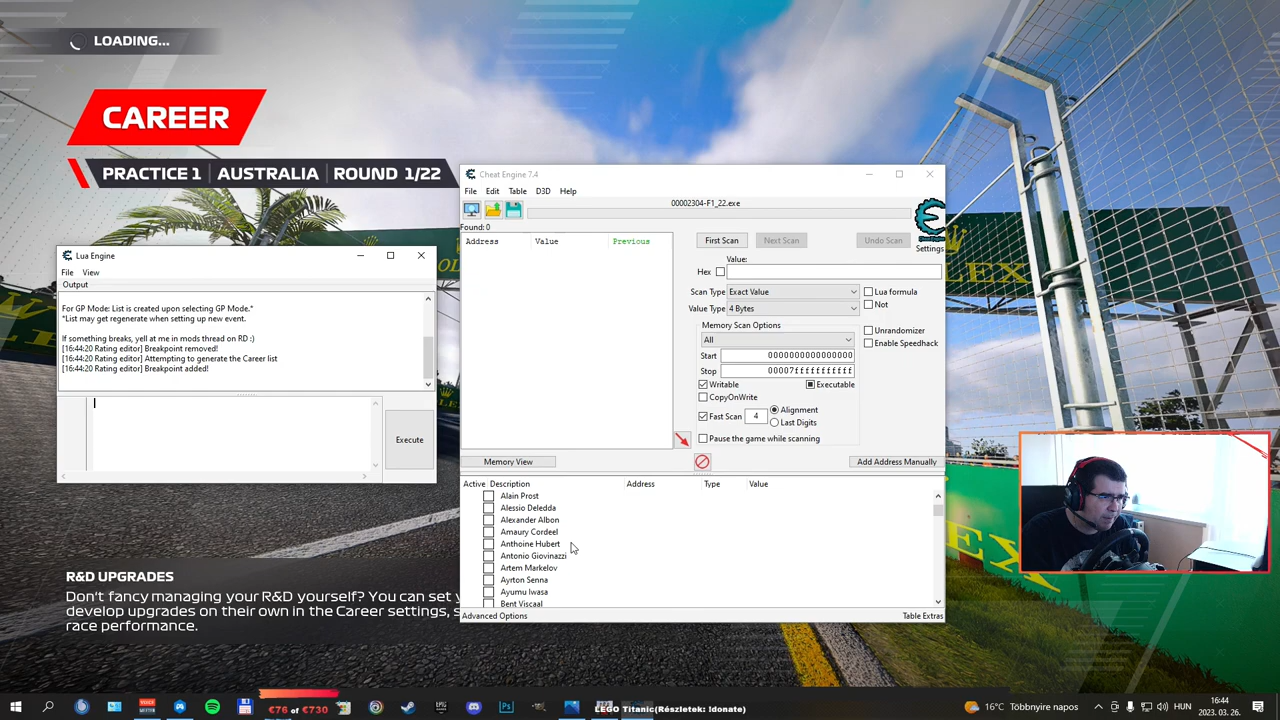 LOADING...
CAREER
PRACTICE 1 | AUSTRALIA | ROUND 1/22
Lua Engine
File View
Output
For GP Mode: List is created upon selecting GP Mode.*
*List may get regenerate when setting up new event.
If something breaks, yell at me in mods thread on RD :)
[16:44:20 Rating editor] Breakpoint removed!
[16:44:20 Rating editor] Attempting to generate the Career list
[16:44:20 Rating editor] Breakpoint added!
Execute
Cheat Engine 7.4
File Edit Table D3D Help
00002304-F1_22.exe
Found: 0
Address Value Previous
First Scan Next Scan Undo Scan
Settings
Value:
Hex
Scan Type Exact Value
Lua formula
Not
Value Type 4 Bytes
Memory Scan Options
All
Unrandomizer
Enable Speedhack
Start 0000000000000000
Stop 00007fffffffffff
Writable Executable
CopyOnWrite
Fast Scan 4 Alignment
Last Digits
Pause the game while scanning
Memory View
Add Address Manually
Active Description Address Type Value
Alain Prost
Alessio Deledda
Alexander Albon
Amaury Cordeel
Anthoine Hubert
Antonio Giovinazzi
Artem Markelov
Ayrton Senna
Ayumu Iwasa
Bent Viscaal
Advanced Options Table Extras
R&D UPGRADES
Don't fancy managing your R&D yourself? You can set y
develop upgrades on their own in the Career settings, s
race performance.
€76 of €730
LEGO Titanic(Részletek: !donate)
16°C Többnyire napos
HUN
16:44
2023. 03. 26.